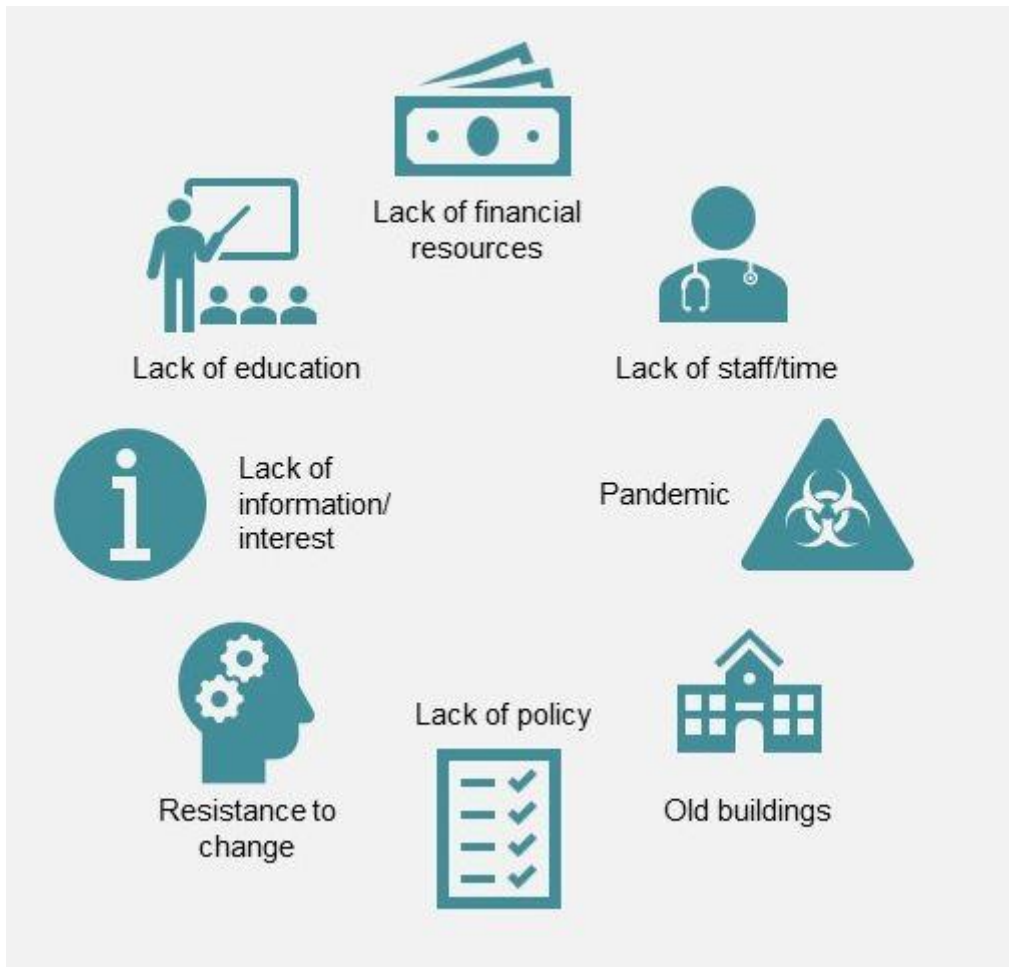 Lack of financial
resources
Lack of education
Lack of staff/time
Lack of
information/
interest
Pandemic
Lack of policy
Resistance to
change
Old buildings